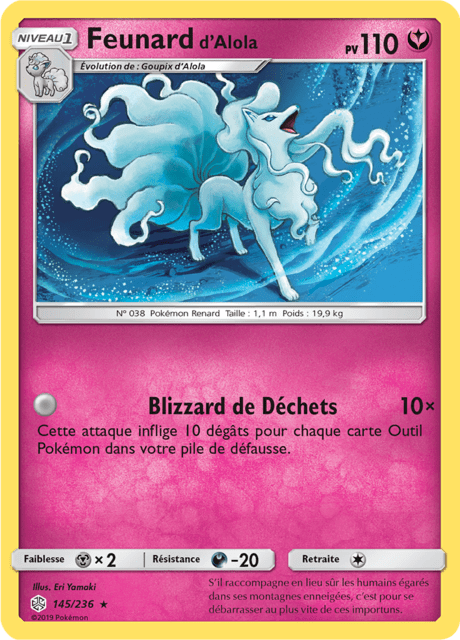 NIVEAU 1
Feunard d'Alola
PV 110
Évolution de : Goupix d'Alola
N° 038 Pokémon Renard Taille : 1,1 m Poids : 19,9 kg
Blizzard de Déchets 10×
Cette attaque inflige 10 dégâts pour chaque carte Outil
Pokémon dans votre pile de défausse.
Faiblesse ×2 Résistance -20 Retraite
Illus. Eri Yamaki
145/236 ★
©2019 Pokémon
S'il raccompagne en lieu sûr les humains égarés
dans ses montagnes enneigées, c'est pour se
débarrasser au plus vite de ces importuns.